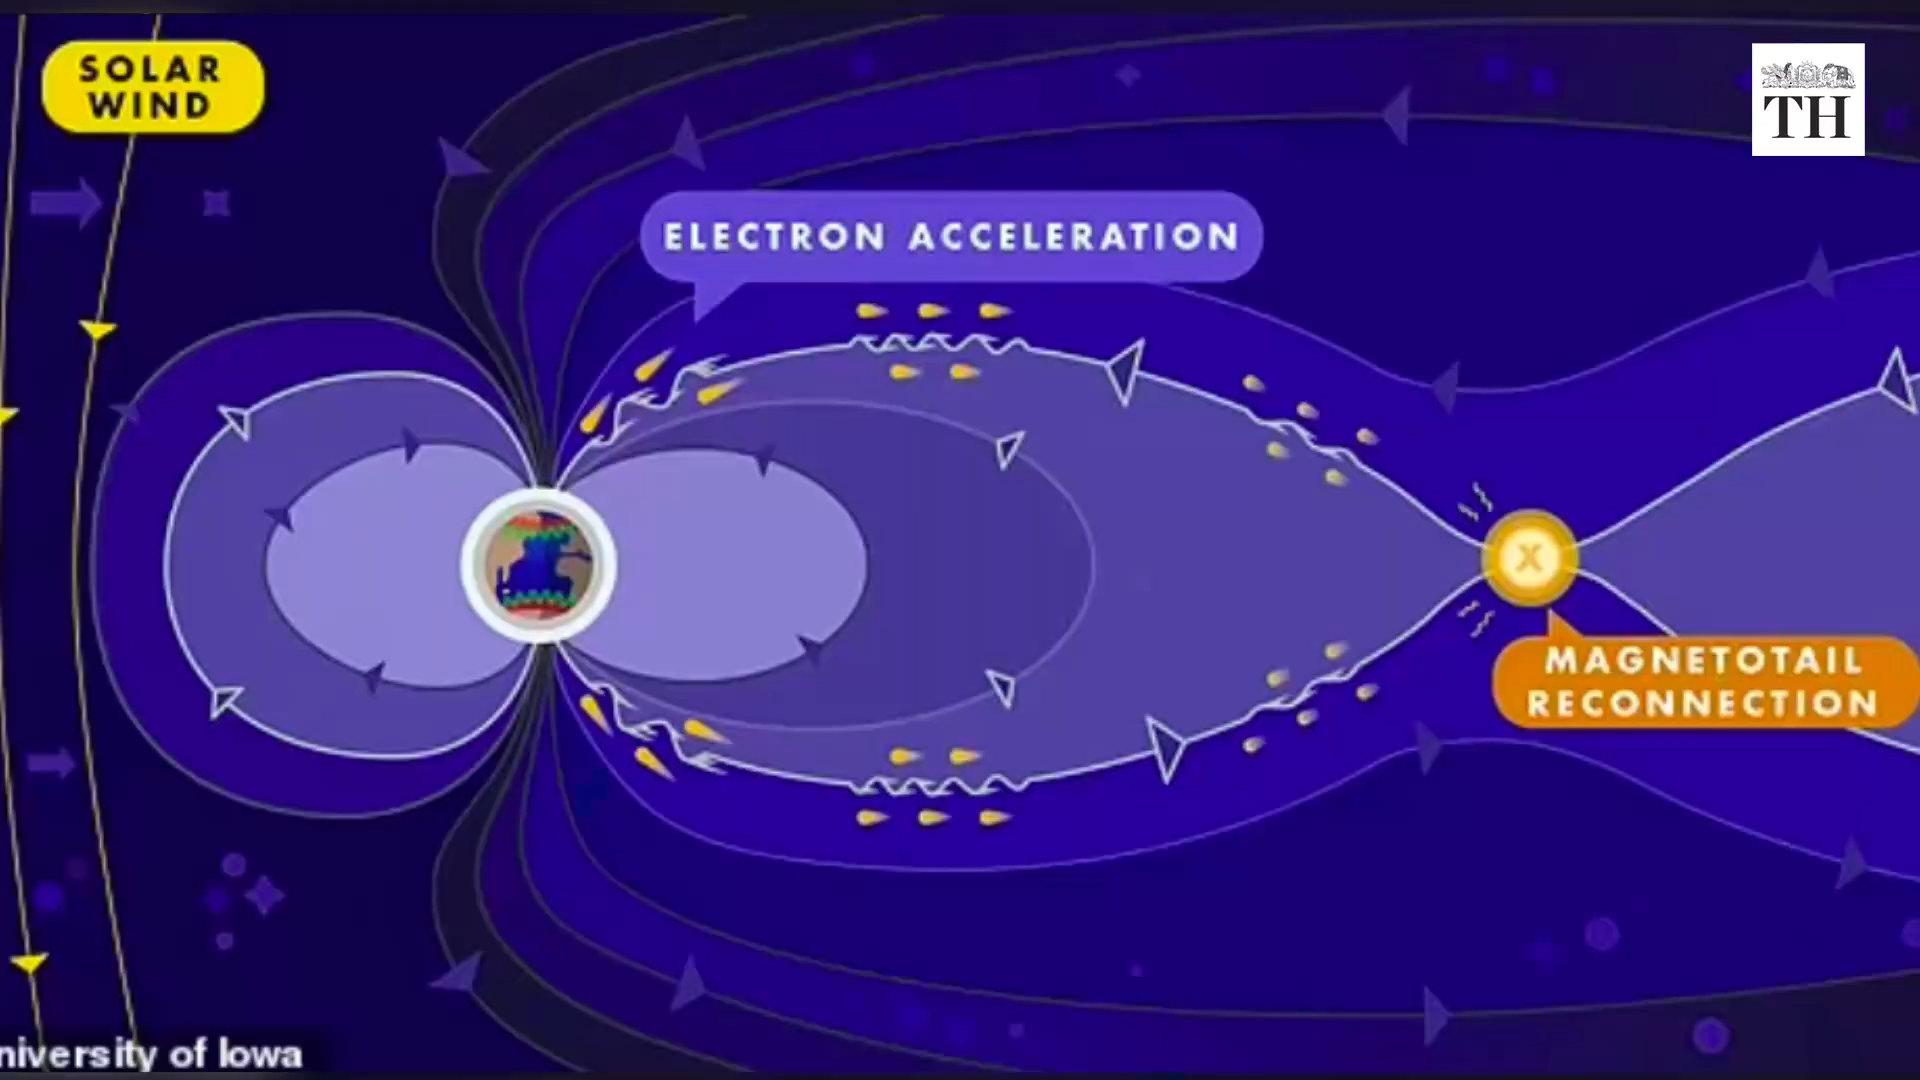 SOLAR
WIND
TH
ELECTRON ACCELERATION
X
MAGNETOTAIL
RECONNECTION
niversity of Iowa